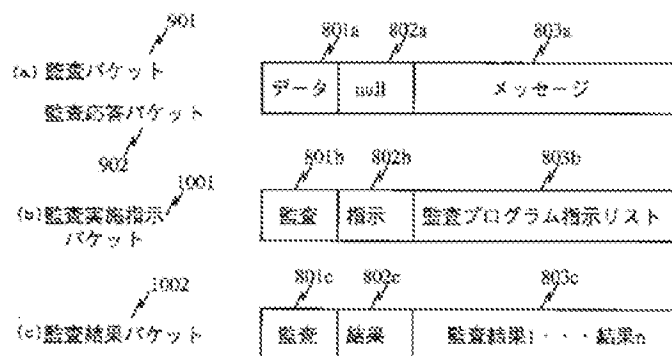 901
801a 802a 803a
(a) 監査パケット
データ null メッセージ
監査応答パケット
902
1001
801b 802b 803b
(b)監査実施指示
パケット
監査 指示 監査プログラム指示リスト
1002
801c 802c 803c
(c)監査結果パケット
監査 結果 監査結果1・・・結果n